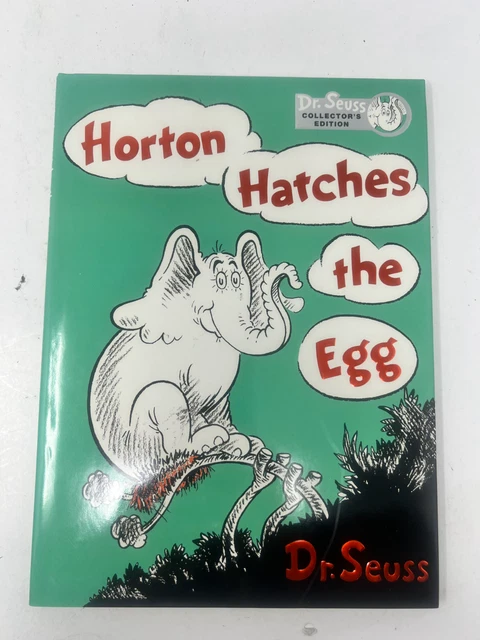 Dr. Seuss
COLLECTOR'S
EDITION
Horton
Hatches
the
Egg
Dr. Seuss